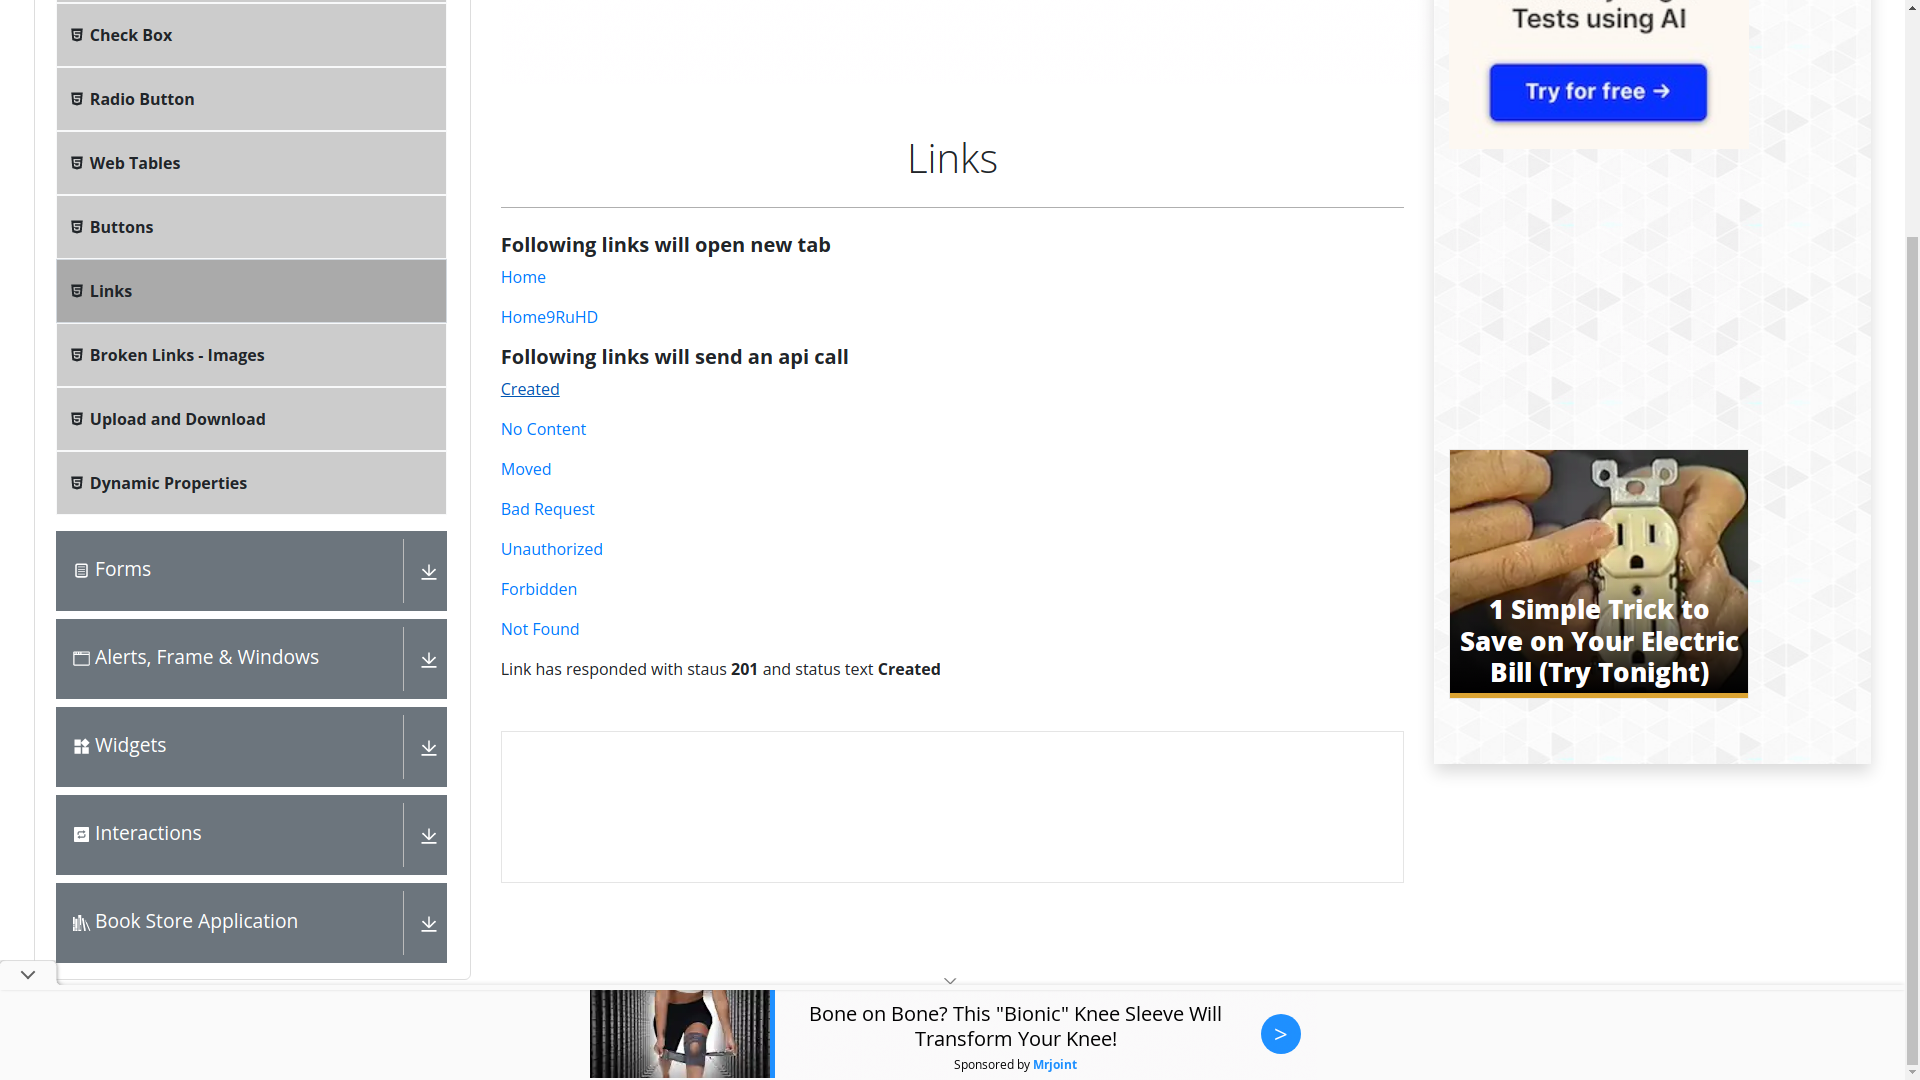 Check Box
Radio Button
Web Tables
Buttons
Links
Broken Links - Images
Upload and Download
Dynamic Properties
Forms
Alerts, Frame & Windows
Widgets
Interactions
Book Store Application
Links
Following links will open new tab
Home
Home9RuHD
Following links will send an api call
Created
No Content
Moved
Bad Request
Unauthorized
Forbidden
Not Found
Link has responded with staus 201 and status text Created
Tests using AI
Try for free →
1 Simple Trick to
Save on Your Electric
Bill (Try Tonight)
Bone on Bone? This "Bionic" Knee Sleeve Will
Transform Your Knee!
Sponsored by Mrjoint
>